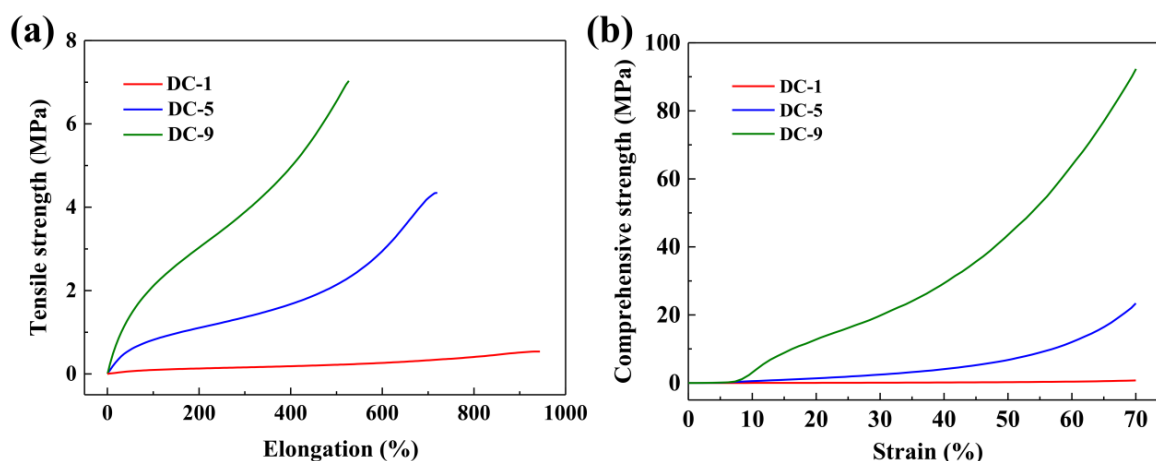 (a)
8
6
4
2
0
Tensile strength (MPa)
DC-1
DC-5
DC-9
0 200 400 600 800 1000
Elongation (%)
(b)
100
80
60
40
20
0
Comprehensive strength (MPa)
DC-1
DC-5
DC-9
0 10 20 30 40 50 60 70
Strain (%)